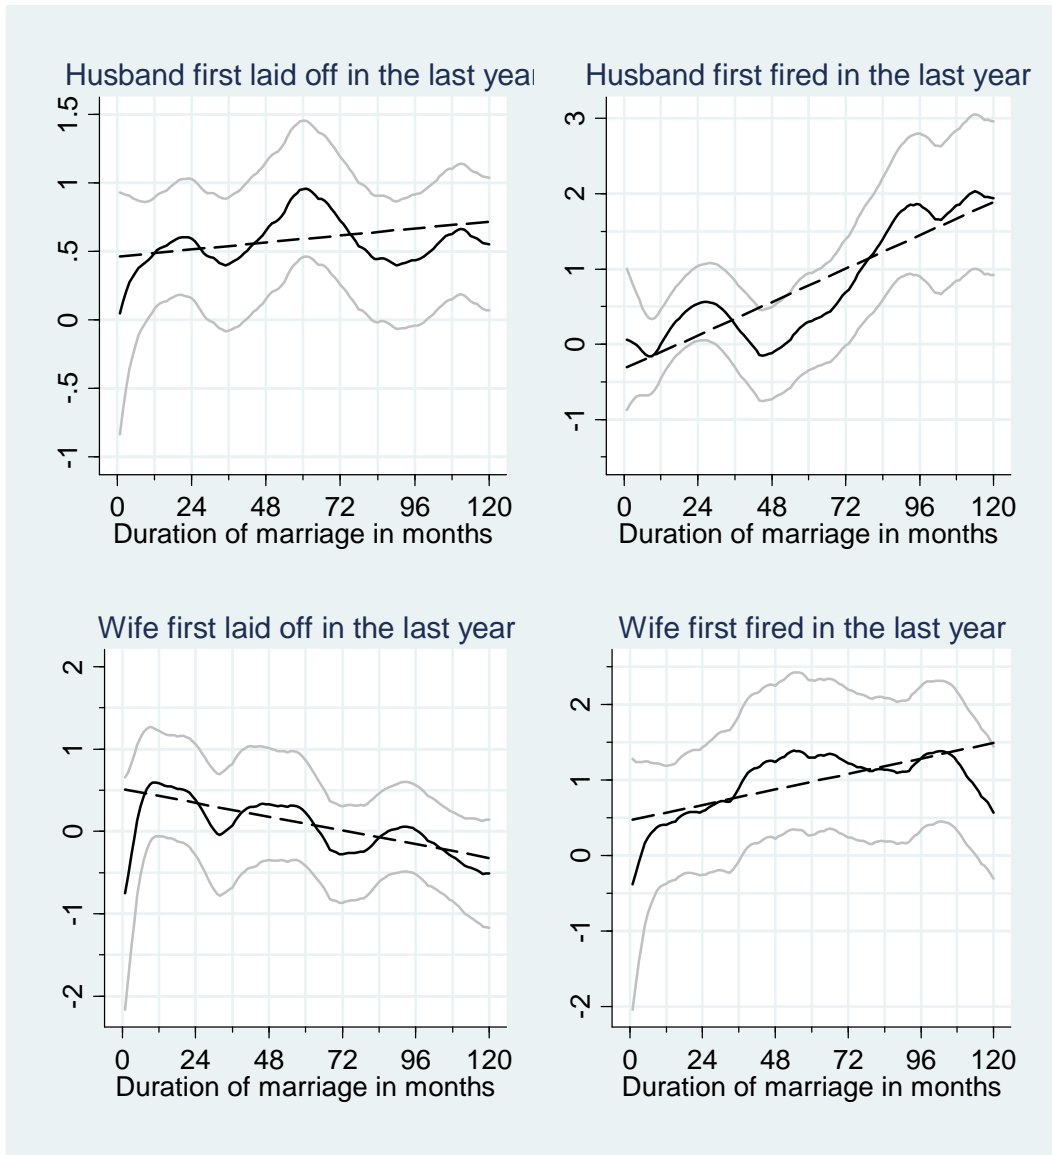 Husband first laid off in the last year
1.5
1
.5
0
-.5
-1
0 24 48 72 96 120
Duration of marriage in months
Husband first fired in the last year
3
2
1
0
-1
0 24 48 72 96 120
Duration of marriage in months
Wife first laid off in the last year
2
1
0
-1
-2
0 24 48 72 96 120
Duration of marriage in months
Wife first fired in the last year
2
1
0
-1
-2
0 24 48 72 96 120
Duration of marriage in months